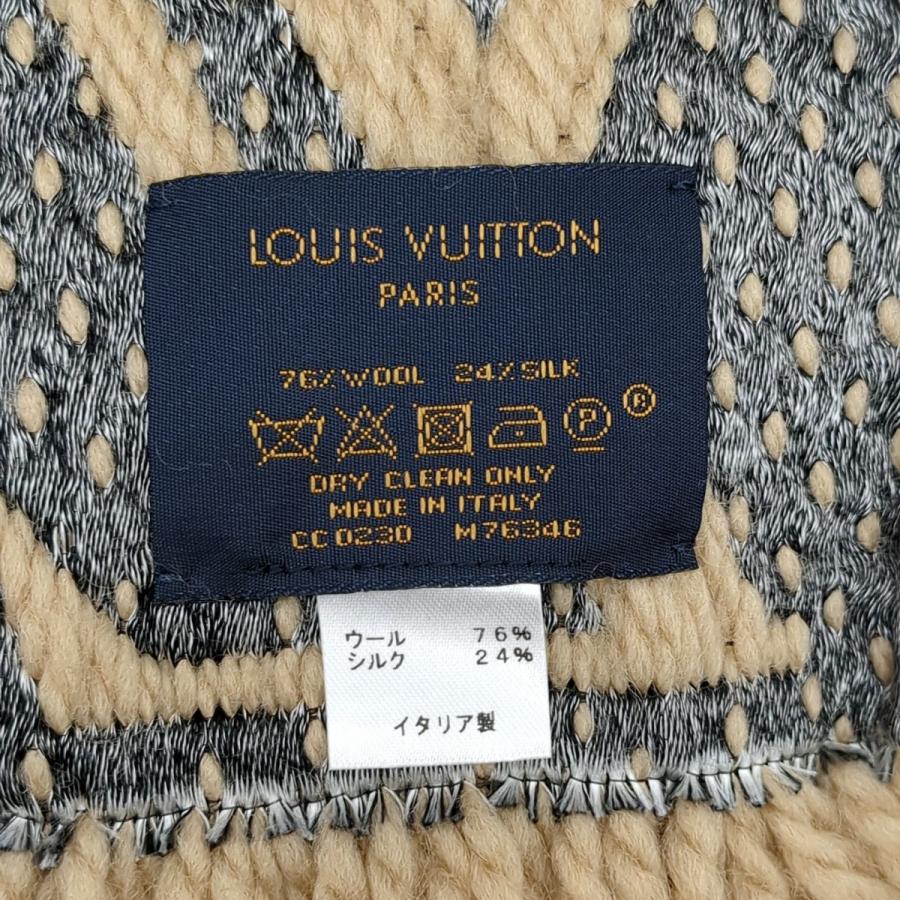 LOUIS VUITTON
PARIS
76% WOOL 24% SILK
P ®
DRY CLEAN ONLY
MADE IN ITALY
CC0230 M76346
ウール 76%
シルク 24%
イタリア製